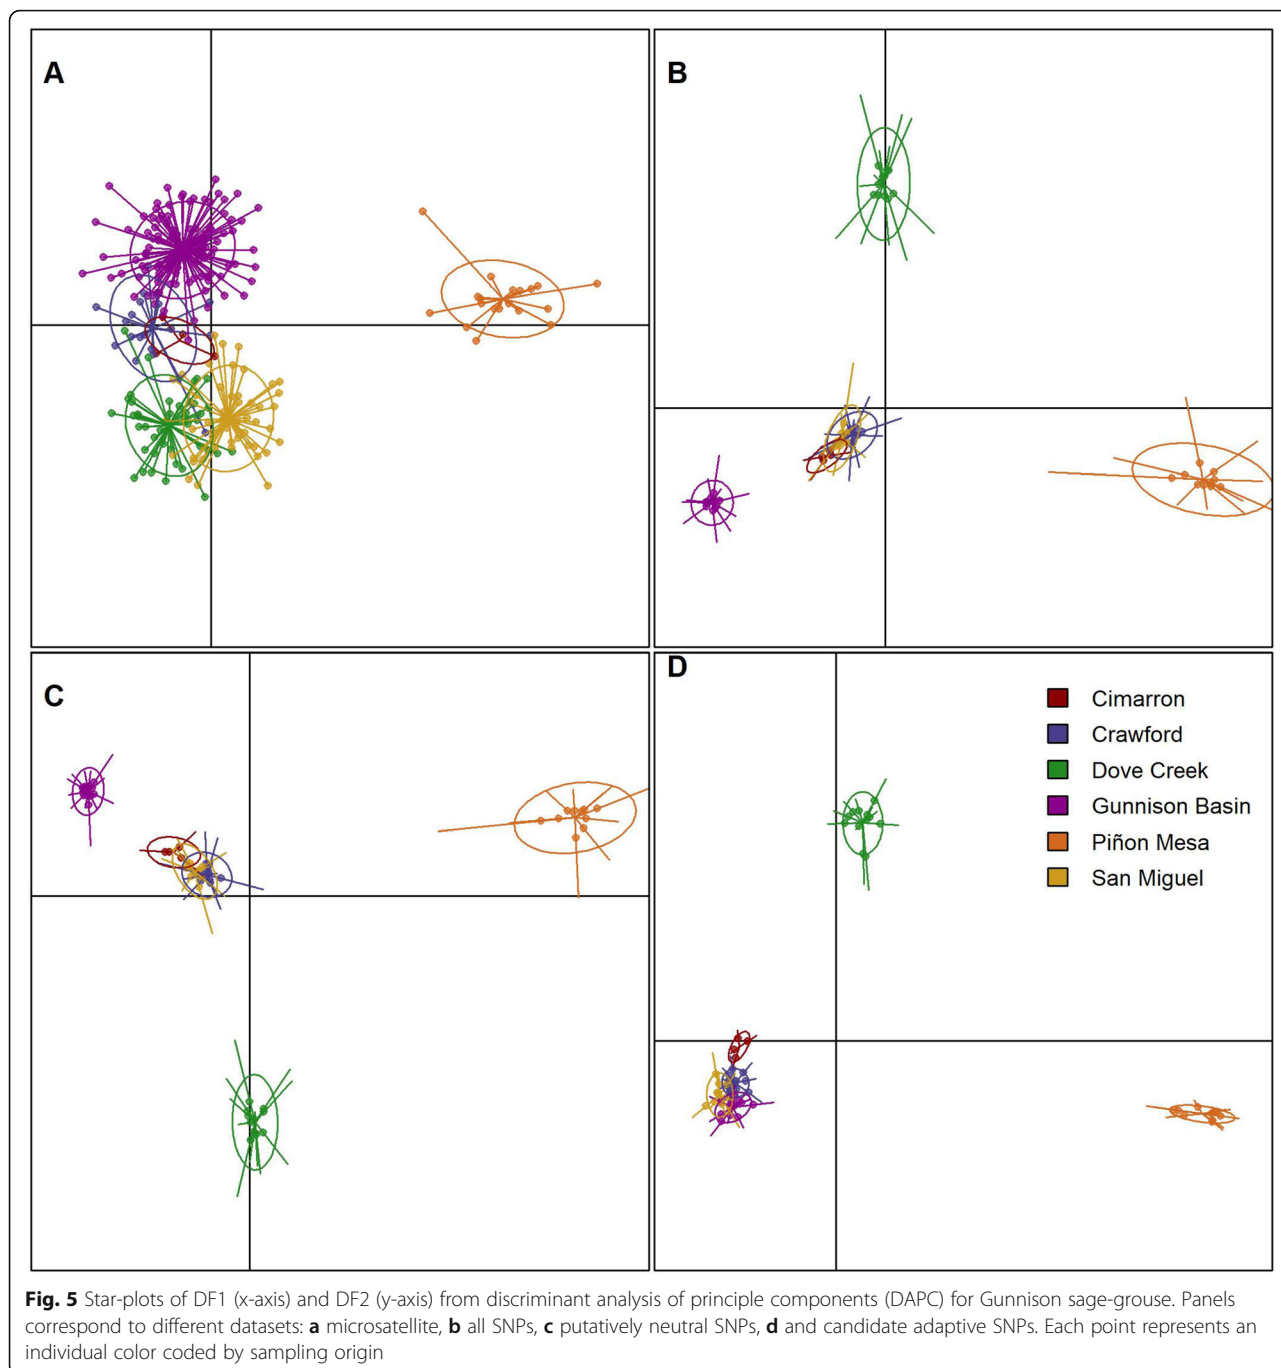 A
B
C
D
Cimarron
Crawford
Dove Creek
Gunnison Basin
Piñon Mesa
San Miguel
Fig. 5 Star-plots of DF1 (x-axis) and DF2 (y-axis) from discriminant analysis of principle components (DAPC) for Gunnison sage-grouse. Panels
correspond to different datasets: a microsatellite, b all SNPs, c putatively neutral SNPs, d and candidate adaptive SNPs. Each point represents an
individual color coded by sampling origin